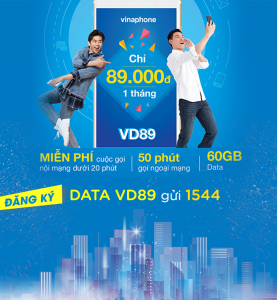 vinaphone
Chỉ
89.000đ
1 tháng
VD89
MIỄN PHÍ cuộc gọi
nội mạng dưới 20 phút
50 phút
gọi ngoại mạng
60GB
Data
ĐĂNG KÝ
DATA VD89 gửi 1544